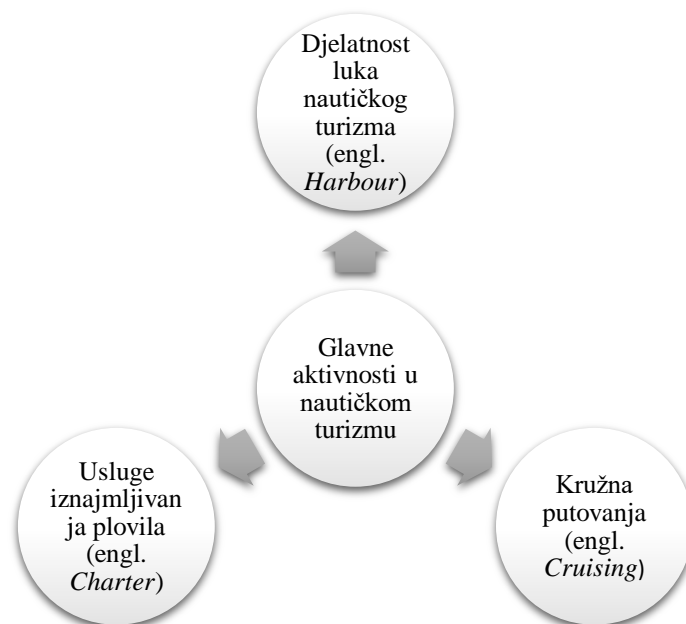 Djelatnost
luka
nautičkog
turizma
(engl.
Harbour)
Glavne
aktivnosti u
nautičkom
turizmu
Usluge
iznajmljivan
ja plovila
(engl.
Charter)
Kružna
putovanja
(engl.
Cruising)